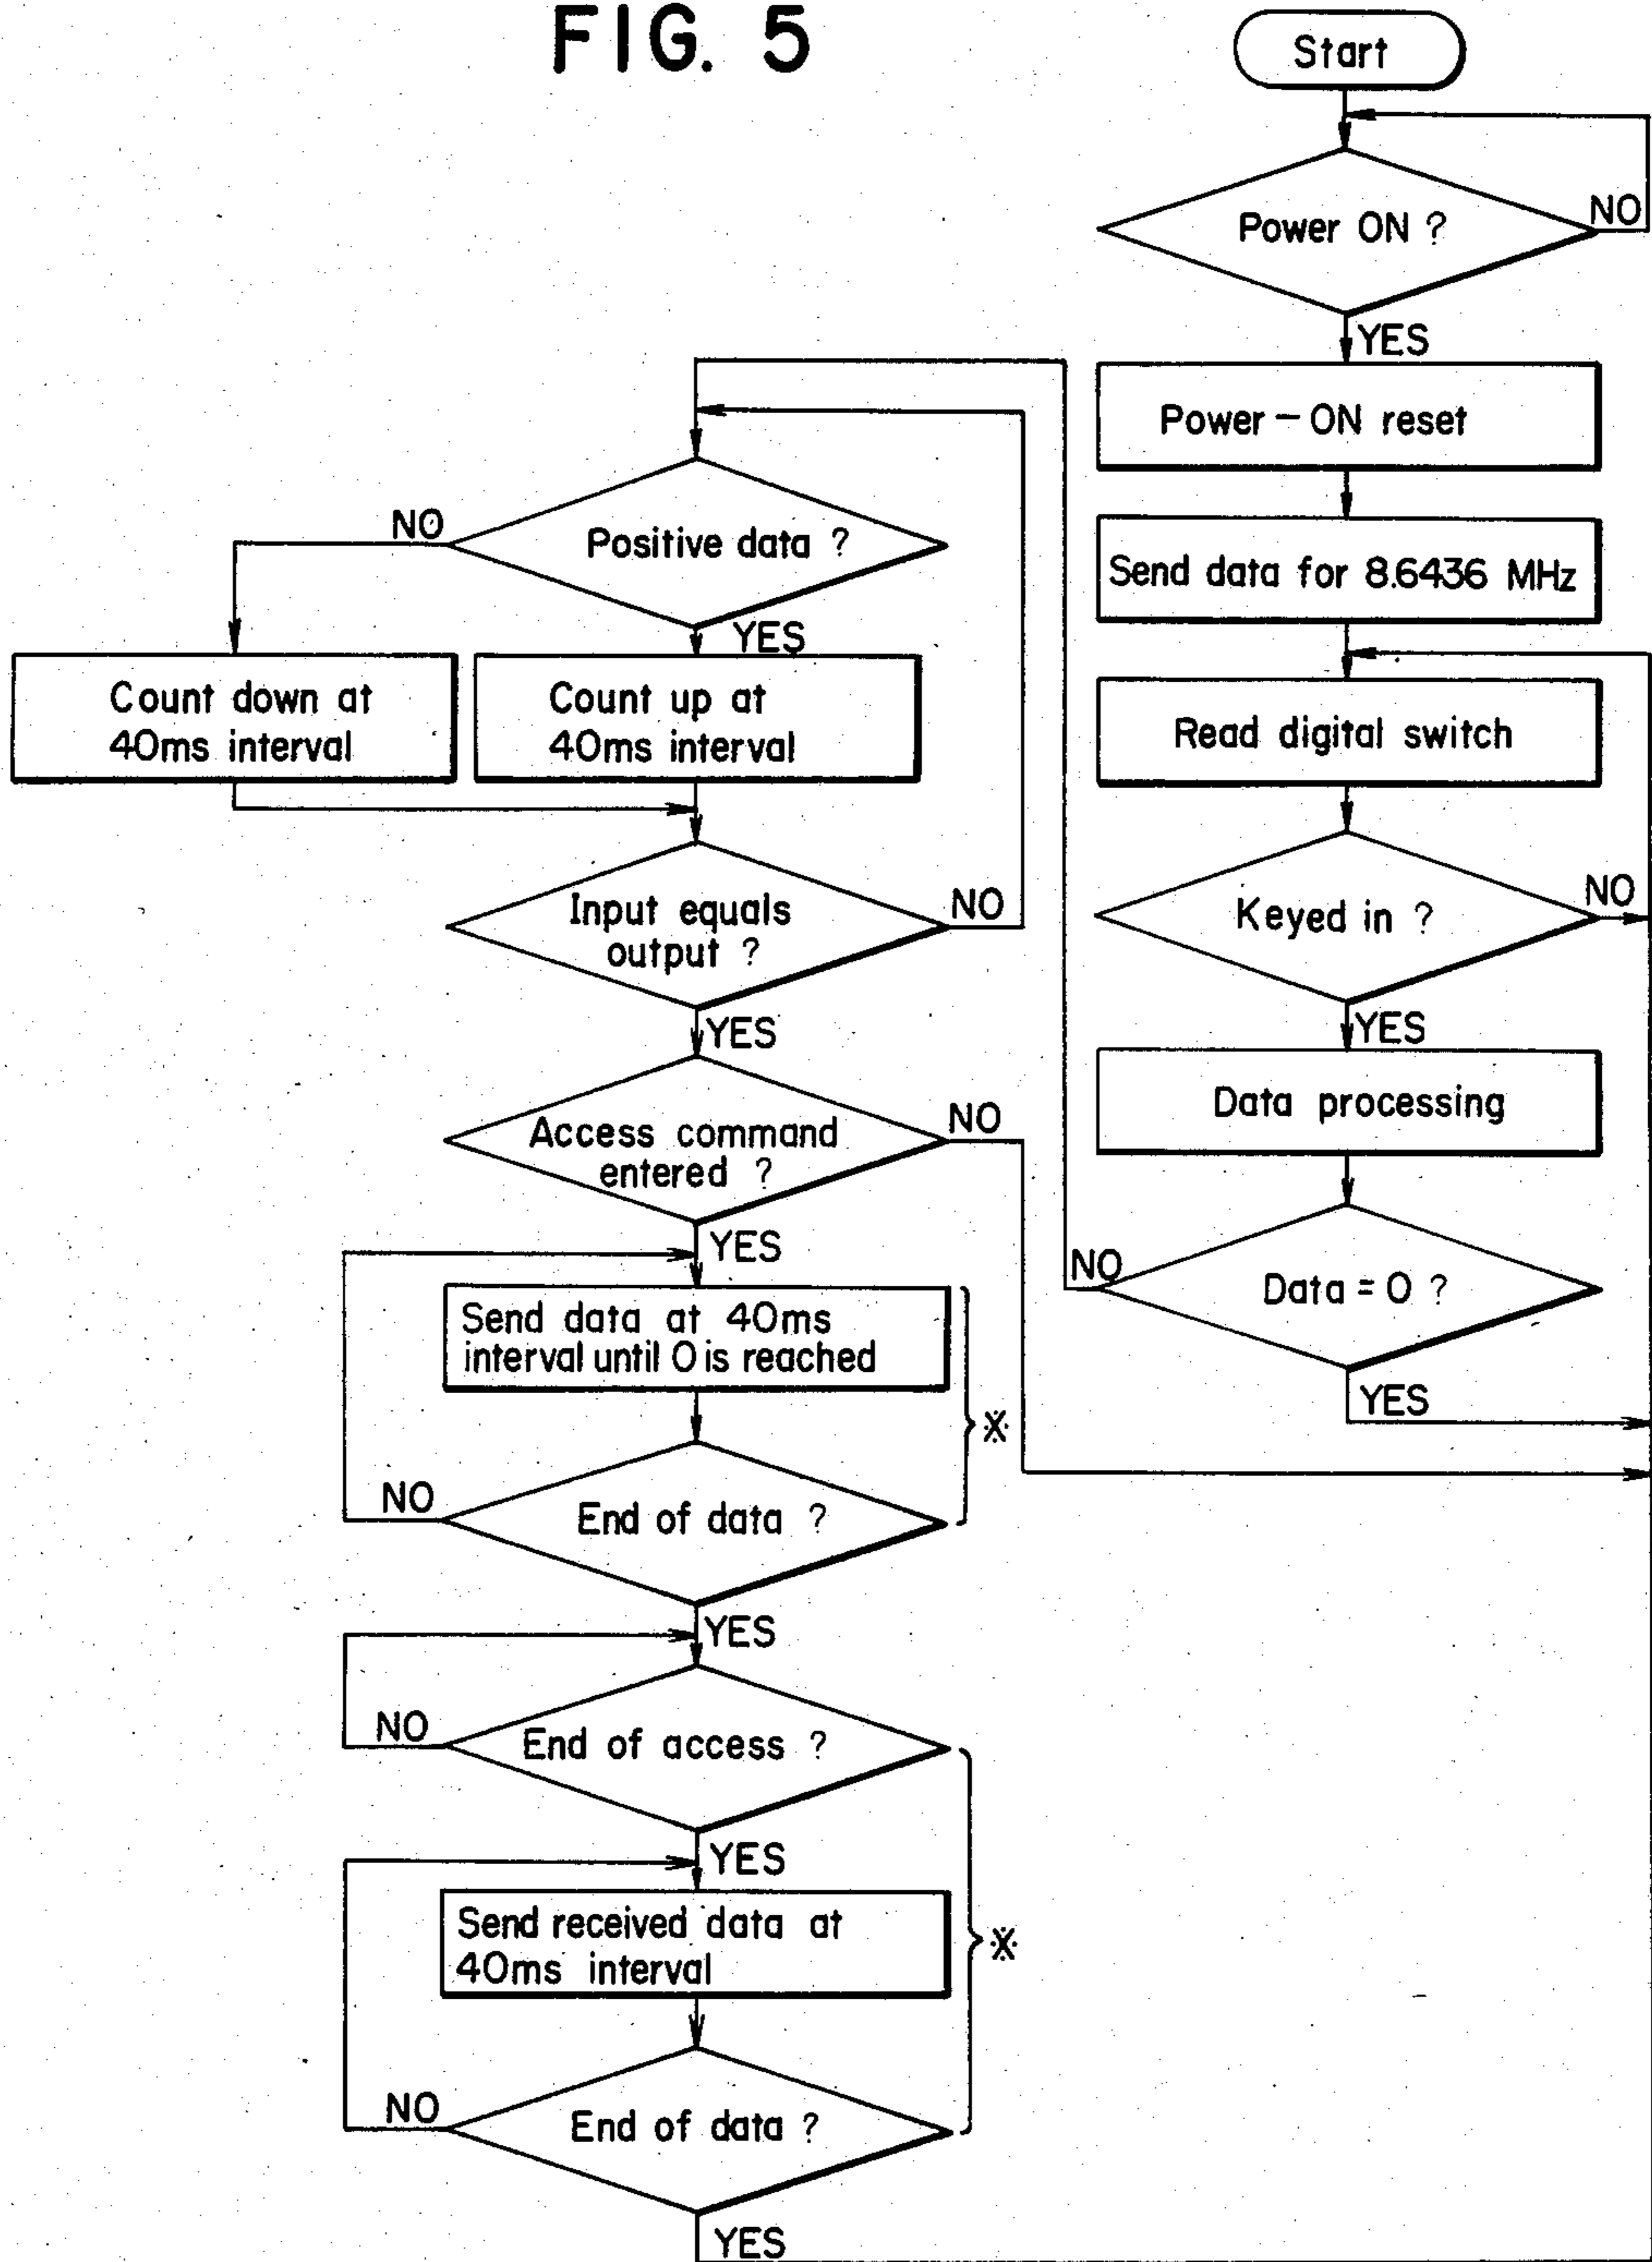 FIG. 5
Start
Power ON ?
NO
YES
Power-ON reset
Send data for 8.6436 MHz
Read digital switch
Keyed in ?
NO
YES
Data processing
Data = 0 ?
NO
YES
Positive data ?
NO
YES
Count down at
40ms interval
Count up at
40ms interval
Input equals
output ?
NO
YES
Access command
entered ?
NO
YES
Send data at 40ms
interval until 0 is reached
※
End of data ?
NO
YES
End of access ?
NO
YES
Send received data at
40ms interval
※
End of data ?
NO
YES